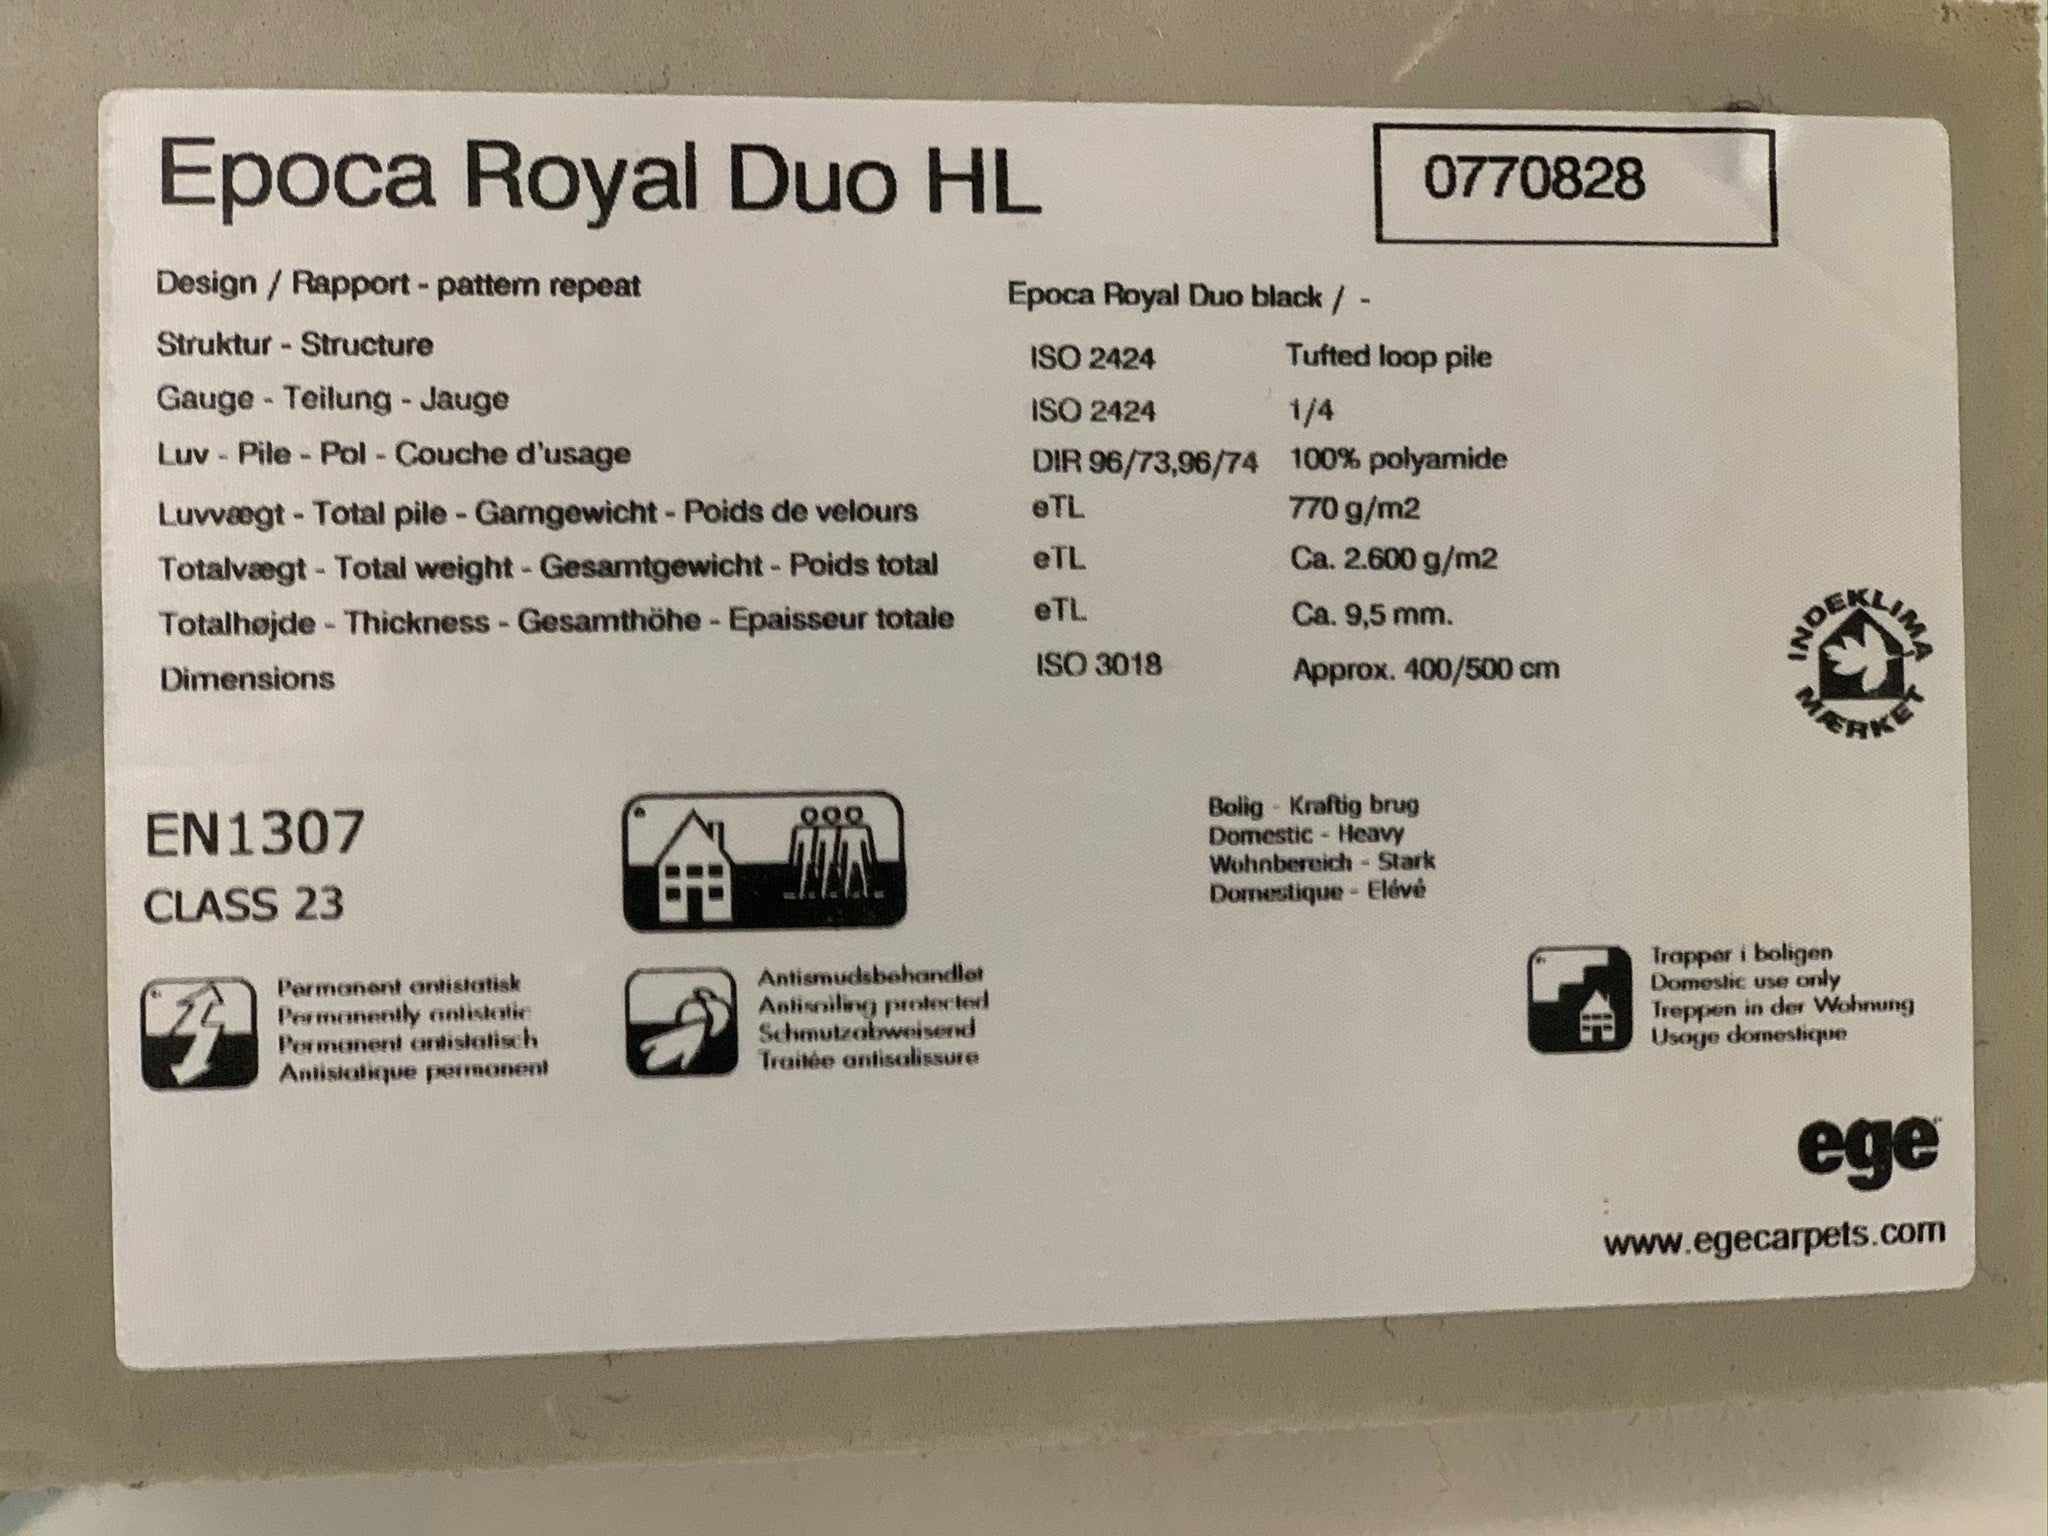 Epoca Royal Duo HL
0770828
Design / Rapport - pattern repeat Epoca Royal Duo black / -
Struktur - Structure ISO 2424 Tufted loop pile
Gauge - Teilung - Jauge ISO 2424 1/4
Luv - Pile - Pol - Couche d'usage DIR 96/73,96/74 100% polyamide
Luvvægt - Total pile - Garngewicht - Poids de velours eTL 770 g/m2
Totalvægt - Total weight - Gesamtgewicht - Poids total eTL Ca. 2.600 g/m2
Totalhøjde - Thickness - Gesamthöhe - Epaisseur totale eTL Ca. 9,5 mm.
Dimensions ISO 3018 Approx. 400/500 cm
INDEKLIMA
MÆRKET
EN1307
CLASS 23
Bolig - Kraftig brug
Domestic - Heavy
Wohnbereich - Stark
Domestique - Elévé
Permanent antistatisk
Permanently antistatic
Permanent antistatisch
Antistatique permanent
Antismudsbehandlet
Antisoiling protected
Schmutzabweisend
Traitée antisalissure
Trapper i boligen
Domestic use only
Treppen in der Wohnung
Usage domestique
ege
www.egecarpets.com